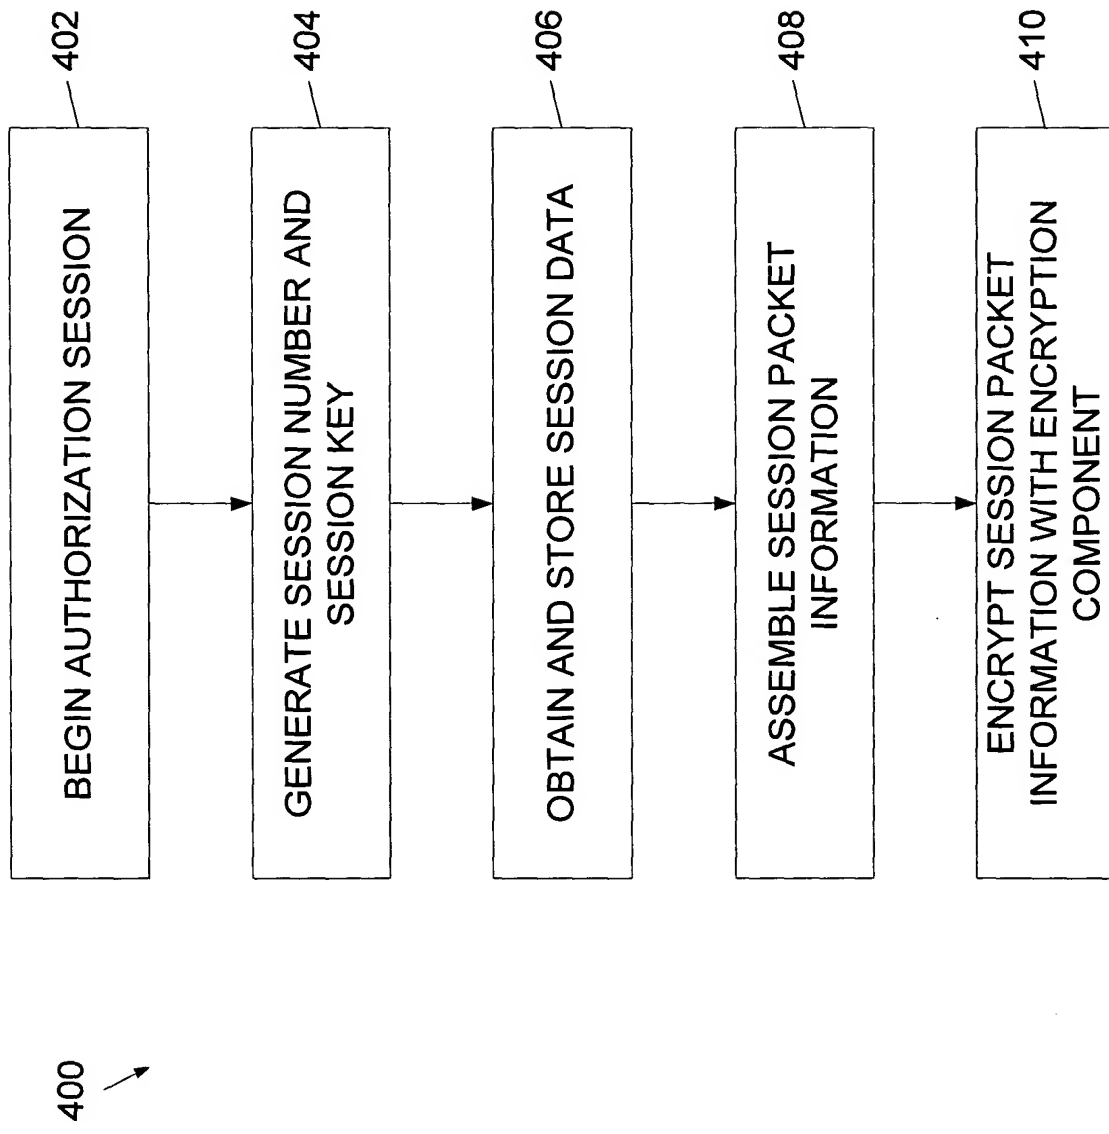 400
BEGIN AUTHORIZATION SESSION
402
GENERATE SESSION NUMBER AND
SESSION KEY
404
OBTAIN AND STORE SESSION DATA
406
ASSEMBLE SESSION PACKET
INFORMATION
408
ENCRYPT SESSION PACKET
INFORMATION WITH ENCRYPTION
COMPONENT
410